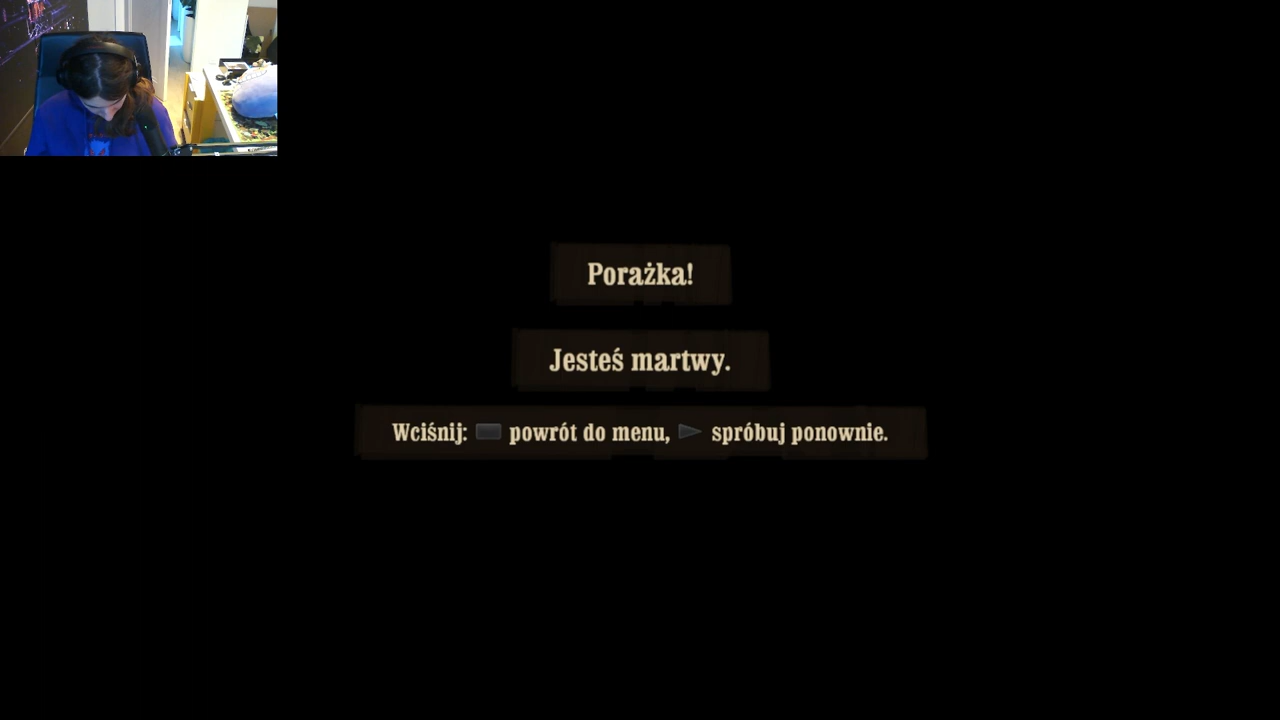 Porażka!
Jesteś martwy.
Wciśnij: powrót do menu, spróbuj ponownie.